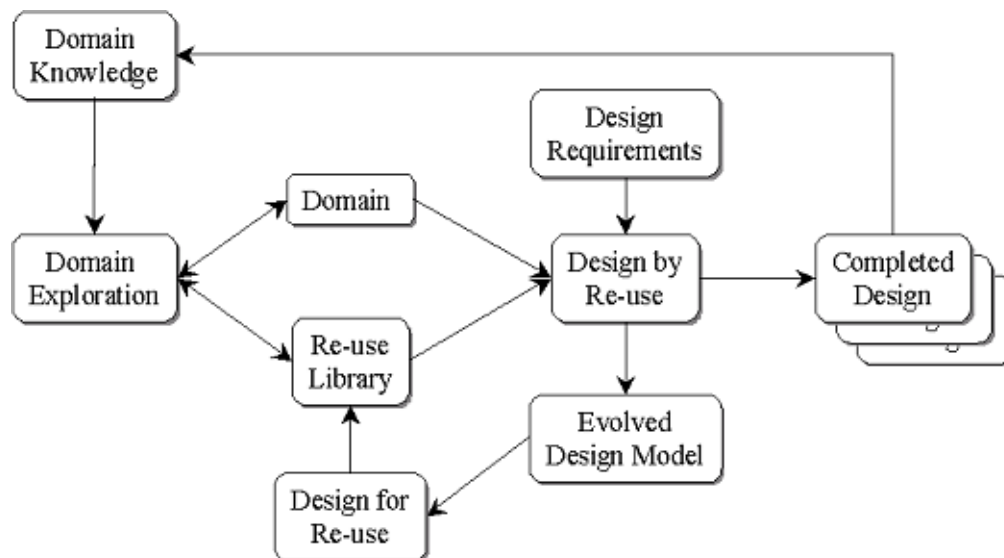 Domain
Knowledge
Design
Requirements
Domain
Domain
Exploration
Design by
Re-use
Completed
Design
Re-use
Library
Evolved
Design Model
Design for
Re-use